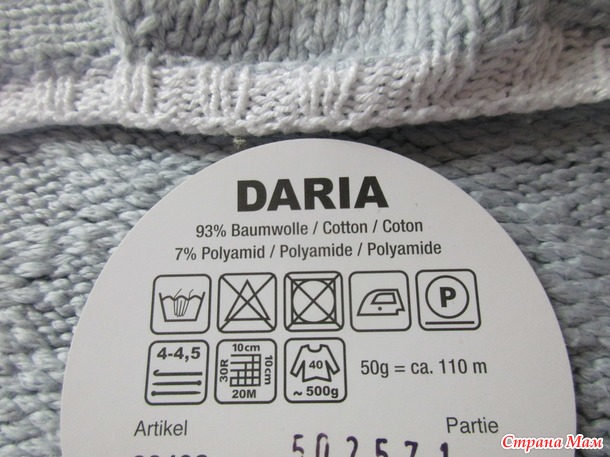 DARIA
93% Baumwolle / Cotton / Coton
7% Polyamid / Polyamide / Polyamide
P
4-4,5
10cm
30R
10cm
20M
40
~ 500g
50g = ca. 110 m
Artikel
Partie
Страна Мам